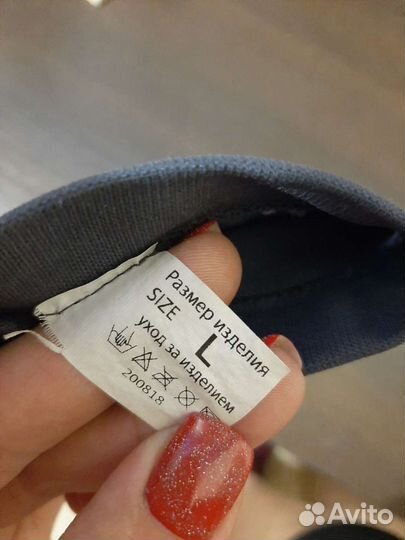 Размер изделия
SIZE
L
уход за изделием
200818
Avito